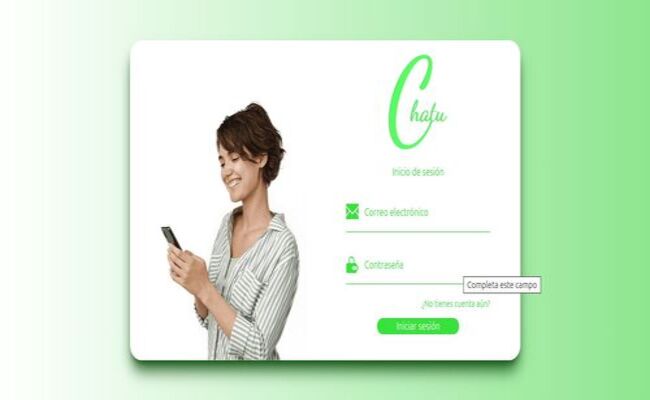 Chatu
Inicio de sesión
Correo electrónico
Contraseña
Completa este campo
¿No tienes cuenta aún?
Iniciar sesión